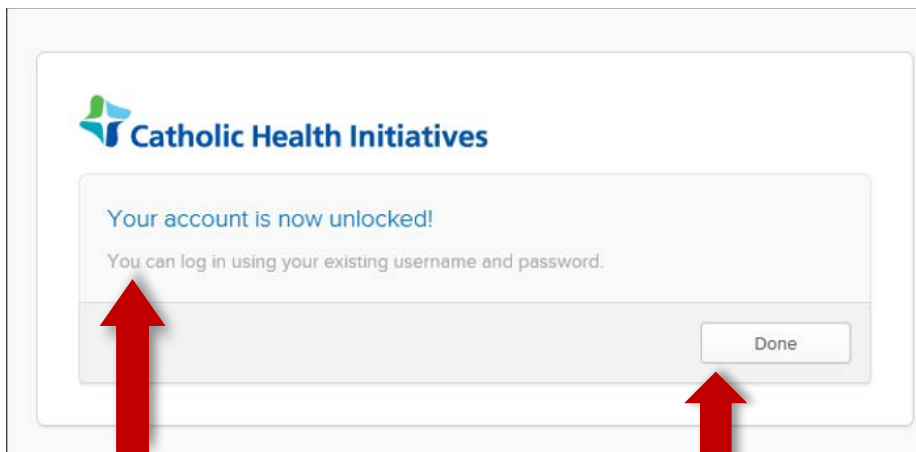 Catholic Health Initiatives
Your account is now unlocked!
You can log in using your existing username and password.
Done